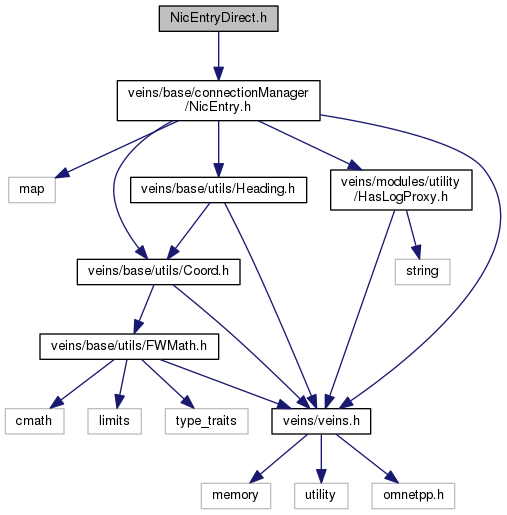 NicEntryDirect.h
veins/base/connectionManager
/NicEntry.h
map
veins/base/utils/Heading.h
veins/modules/utility
/HasLogProxy.h
veins/base/utils/Coord.h
string
veins/base/utils/FWMath.h
cmath
limits
type_traits
veins/veins.h
memory
utility
omnetpp.h